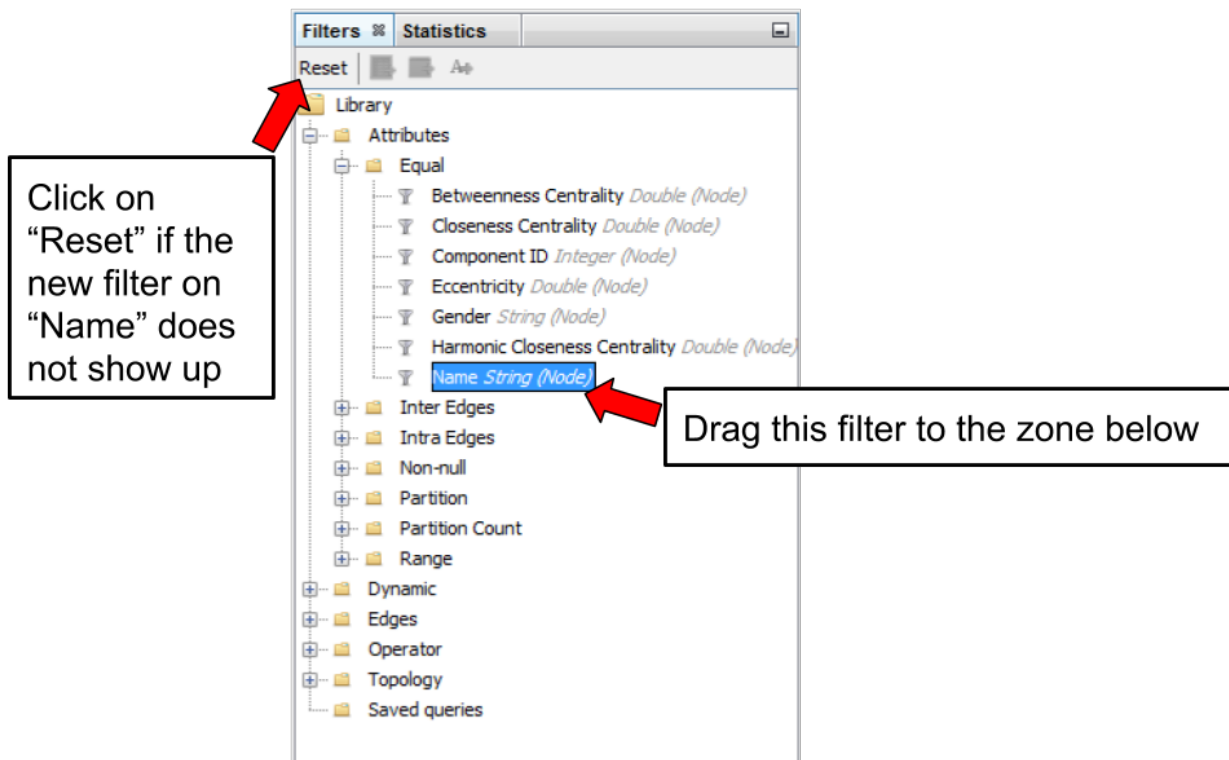 Filters Statistics
Reset
Library
Attributes
Equal
Betweenness Centrality Double (Node)
Closeness Centrality Double (Node)
Component ID Integer (Node)
Eccentricity Double (Node)
Gender String (Node)
Harmonic Closeness Centrality Double (Node)
Name String (Node)
Inter Edges
Intra Edges
Non-null
Partition
Partition Count
Range
Dynamic
Edges
Operator
Topology
Saved queries
Click on
“Reset” if the
new filter on
“Name” does
not show up
Drag this filter to the zone below